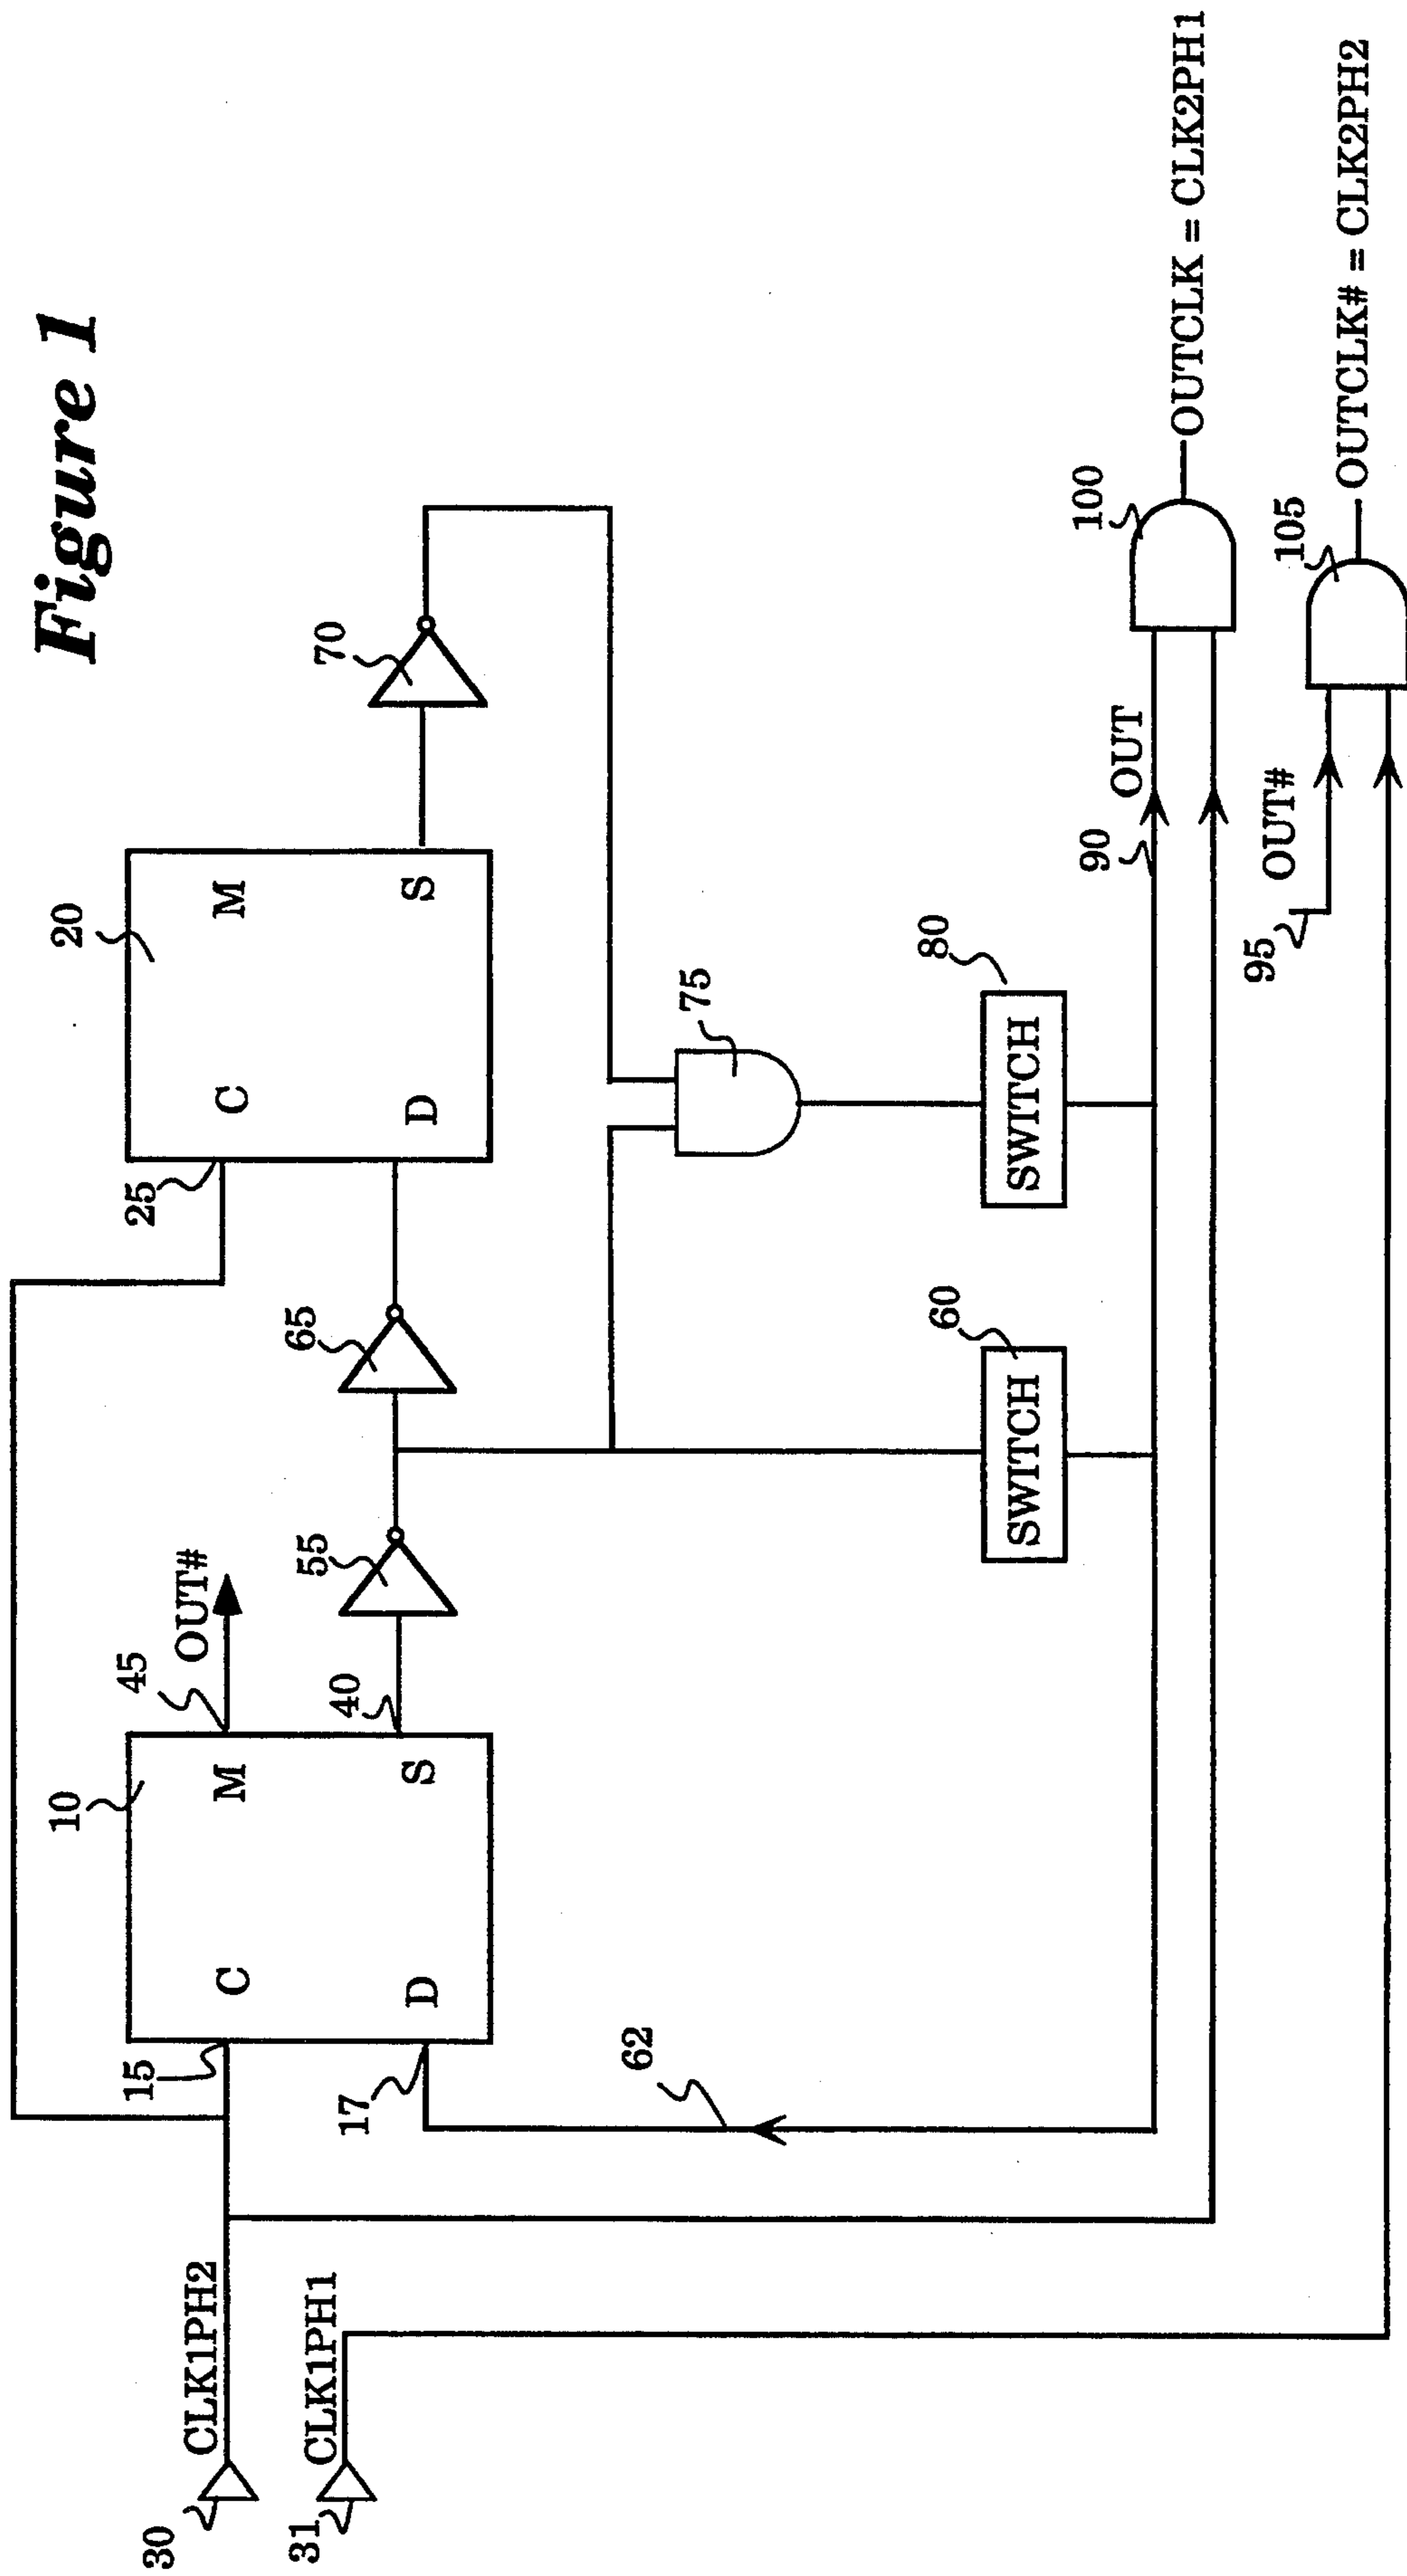 Figure 1
20
10
C
M
C
M
45
OUT#
25
15
D
S
D
S
40
55
65
70
17
62
75
CLK1PH2
30
CLK1PH1
31
SWITCH
60
SWITCH
80
90
OUT
100
OUTCLK = CLK2PH1
95
OUT#
105
OUTCLK# = CLK2PH2